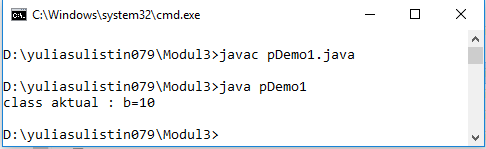 C:\Windows\system32\cmd.exe
D:\yuliasulistin079\Modul3>javac pDemo1.java
D:\yuliasulistin079\Modul3>java pDemo1
class aktual : b=10
D:\yuliasulistin079\Modul3>